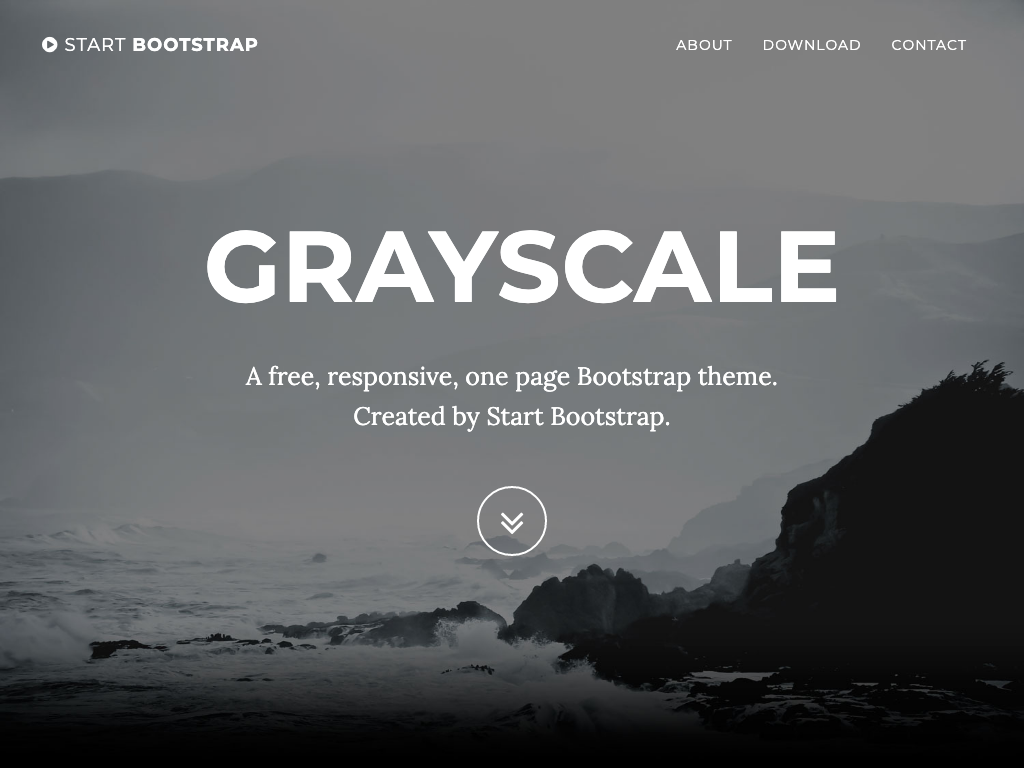 START BOOTSTRAP
ABOUT DOWNLOAD CONTACT
GRAYSCALE
A free, responsive, one page Bootstrap theme.
Created by Start Bootstrap.